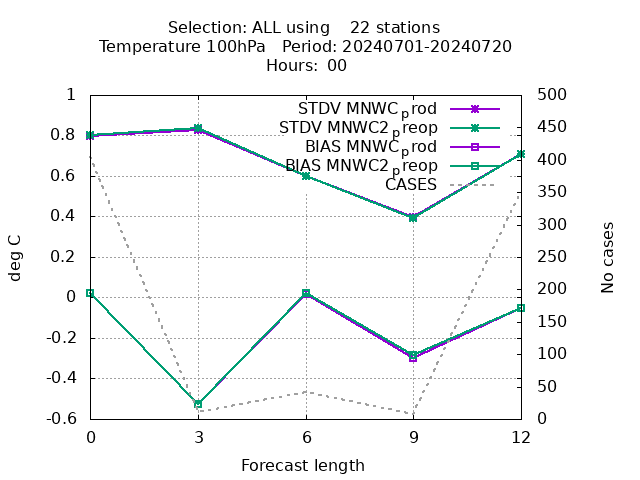 Selection: ALL using 22 stations
Temperature 100hPa Period: 20240701-20240720
Hours: 00
STDV MNWC_prod
STDV MNWC2_preop
BIAS MNWC_prod
BIAS MNWC2_preop
CASES
1
0.8
0.6
0.4
0.2
0
-0.2
-0.4
-0.6
deg C
500
450
400
350
300
250
200
150
100
50
0
No cases
0 3 6 9 12
Forecast length